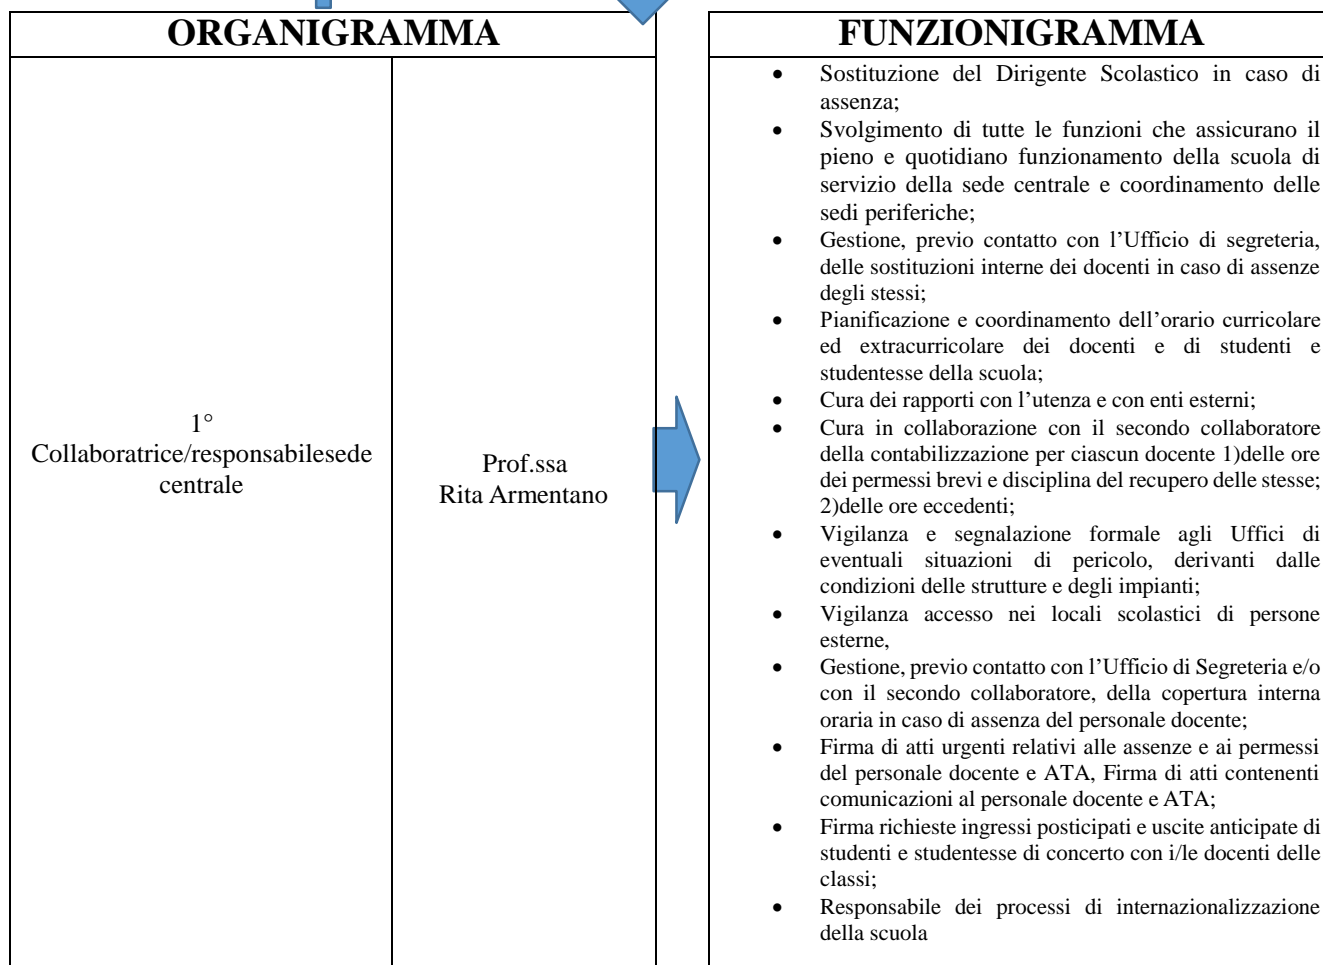 ORGANIGRAMMA
1°
Collaboratrice/responsabilesede
centrale
Prof.ssa
Rita Armentano
FUNZIONIGRAMMA
• Sostituzione del Dirigente Scolastico in caso di
assenza;
• Svolgimento di tutte le funzioni che assicurano il
pieno e quotidiano funzionamento della scuola di
servizio della sede centrale e coordinamento delle
sedi periferiche;
• Gestione, previo contatto con l’Ufficio di segreteria,
delle sostituzioni interne dei docenti in caso di assenze
degli stessi;
• Pianificazione e coordinamento dell’orario curricolare
ed extracurricolare dei docenti e di studenti e
studentesse della scuola;
• Cura dei rapporti con l’utenza e con enti esterni;
• Cura in collaborazione con il secondo collaboratore
della contabilizzazione per ciascun docente 1)delle ore
dei permessi brevi e disciplina del recupero delle stesse;
2)delle ore eccedenti;
• Vigilanza e segnalazione formale agli Uffici di
eventuali situazioni di pericolo, derivanti dalle
condizioni delle strutture e degli impianti;
• Vigilanza accesso nei locali scolastici di persone
esterne,
• Gestione, previo contatto con l’Ufficio di Segreteria e/o
con il secondo collaboratore, della copertura interna
oraria in caso di assenza del personale docente;
• Firma di atti urgenti relativi alle assenze e ai permessi
del personale docente e ATA, Firma di atti contenenti
comunicazioni al personale docente e ATA;
• Firma richieste ingressi posticipati e uscite anticipate di
studenti e studentesse di concerto con i/le docenti delle
classi;
• Responsabile dei processi di internazionalizzazione
della scuola